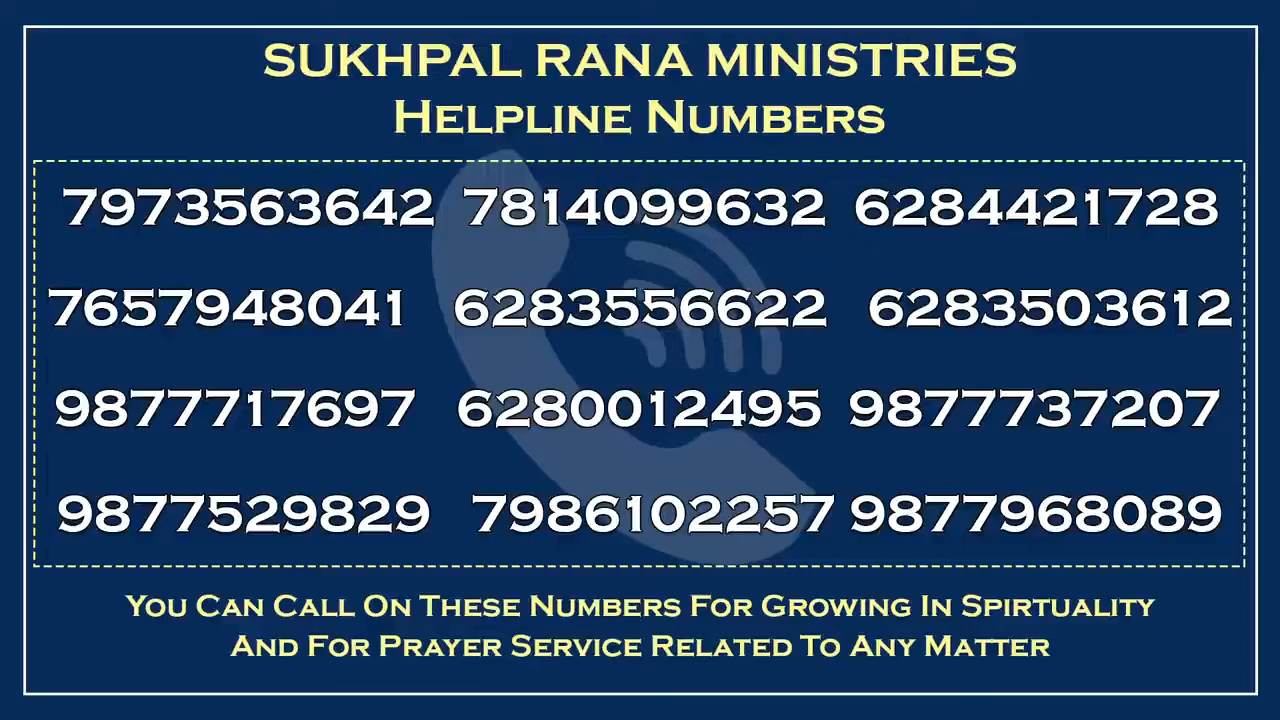 SUKHPAL RANA MINISTRIES
HELPLINE NUMBERS
7973563642 7814099632 6284421728
7657948041 6283556622 6283503612
9877717697 6280012495 9877737207
9877529829 7986102257 9877968089
YOU CAN CALL ON THESE NUMBERS FOR GROWING IN SPIRTUALITY
AND FOR PRAYER SERVICE RELATED TO ANY MATTER